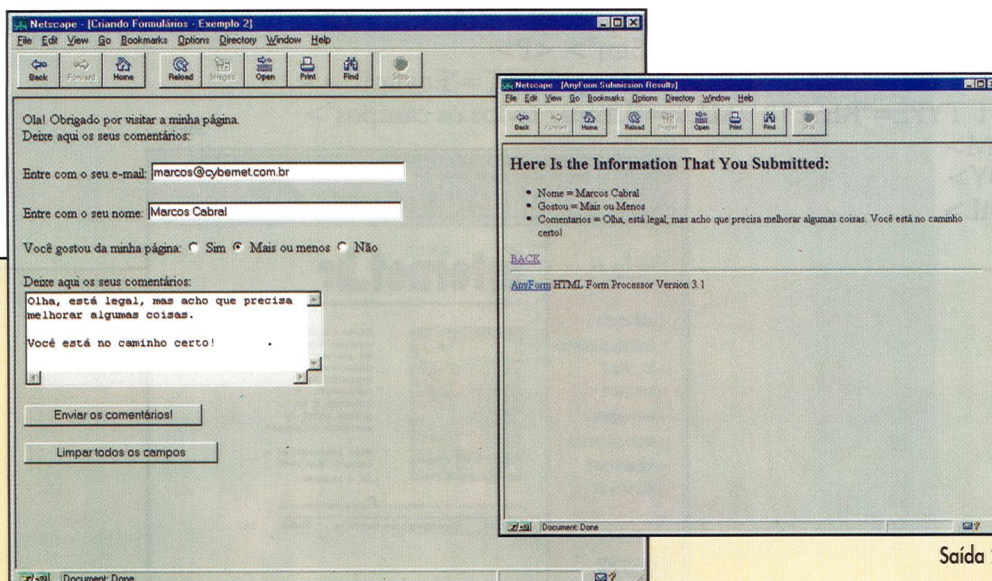 Netscape - [Criando Formulários - Exemplo 2]
File Edit View Go Bookmarks Options Directory Window Help
Back Forward Home Reload Images Open Print Find Stop
Ola! Obrigado por visitar a minha página.
Deixe aqui os seus comentários:
Entre com o seu e-mail: marcos@cybernet.com.br
Entre com o seu nome: Marcos Cabral
Você gostou da minha página: Sim Mais ou menos Não
Deixe aqui os seus comentários:
Olha, está legal, mas acho que precisa
melhorar algumas coisas.
Você está no caminho certo!
Enviar os comentários!
Limpar todos os campos
Document: Done
Netscape - [AnyForm Submission Results]
File Edit View Go Bookmarks Options Directory Window Help
Back Forward Home Reload Images Open Print Find Stop
Here Is the Information That You Submitted:
Nome = Marcos Cabral
Gostou = Mais ou Menos
Comentarios = Olha, está legal, mas acho que precisa melhorar algumas coisas. Você está no caminho
certo!
BACK
AnyForm HTML Form Processor Version 3.1
Document: Done
Saída